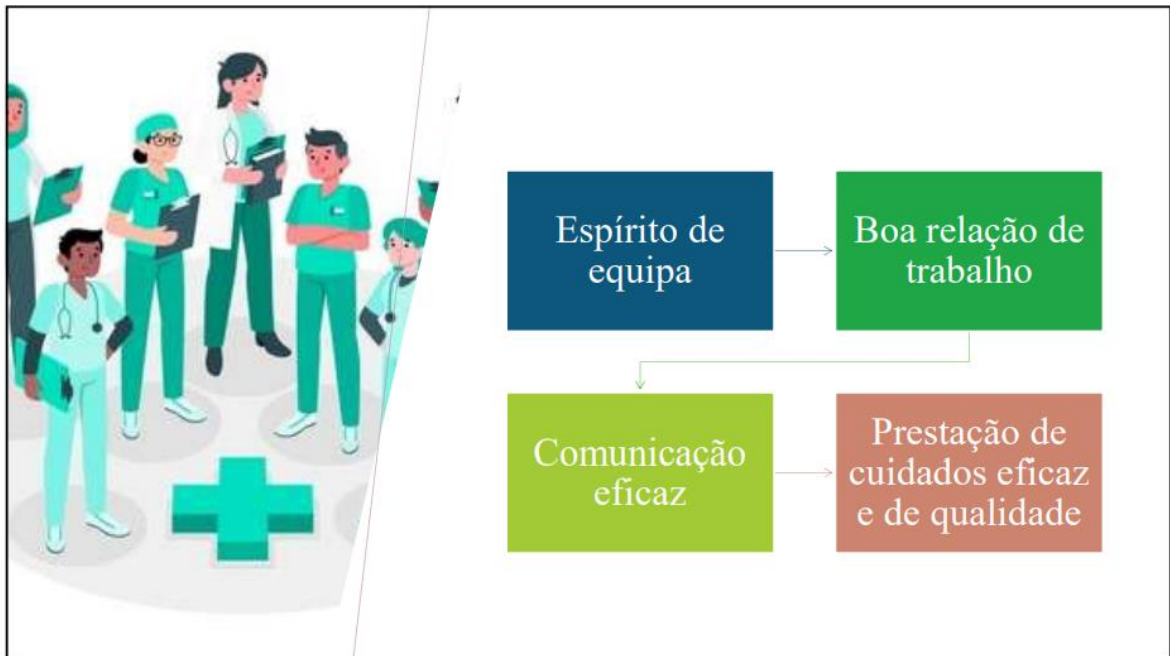 Espírito de
equipa
Boa relação de
trabalho
Comunicação
eficaz
Prestação de
cuidados eficaz
e de qualidade